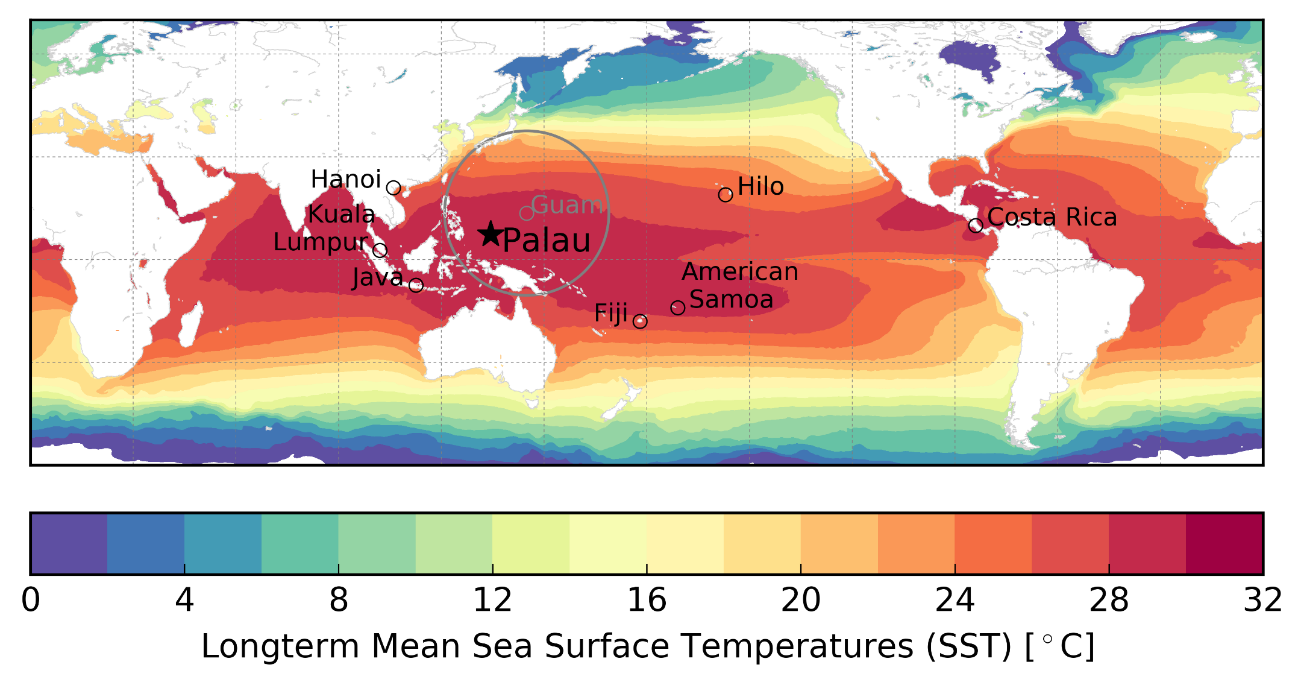 Hanoi
Kuala
Lumpur
Java
Guam
Palau
Hilo
Costa Rica
American
Samoa
Fiji
0 4 8 12 16 20 24 28 32
Longterm Mean Sea Surface Temperatures (SST) [°C]